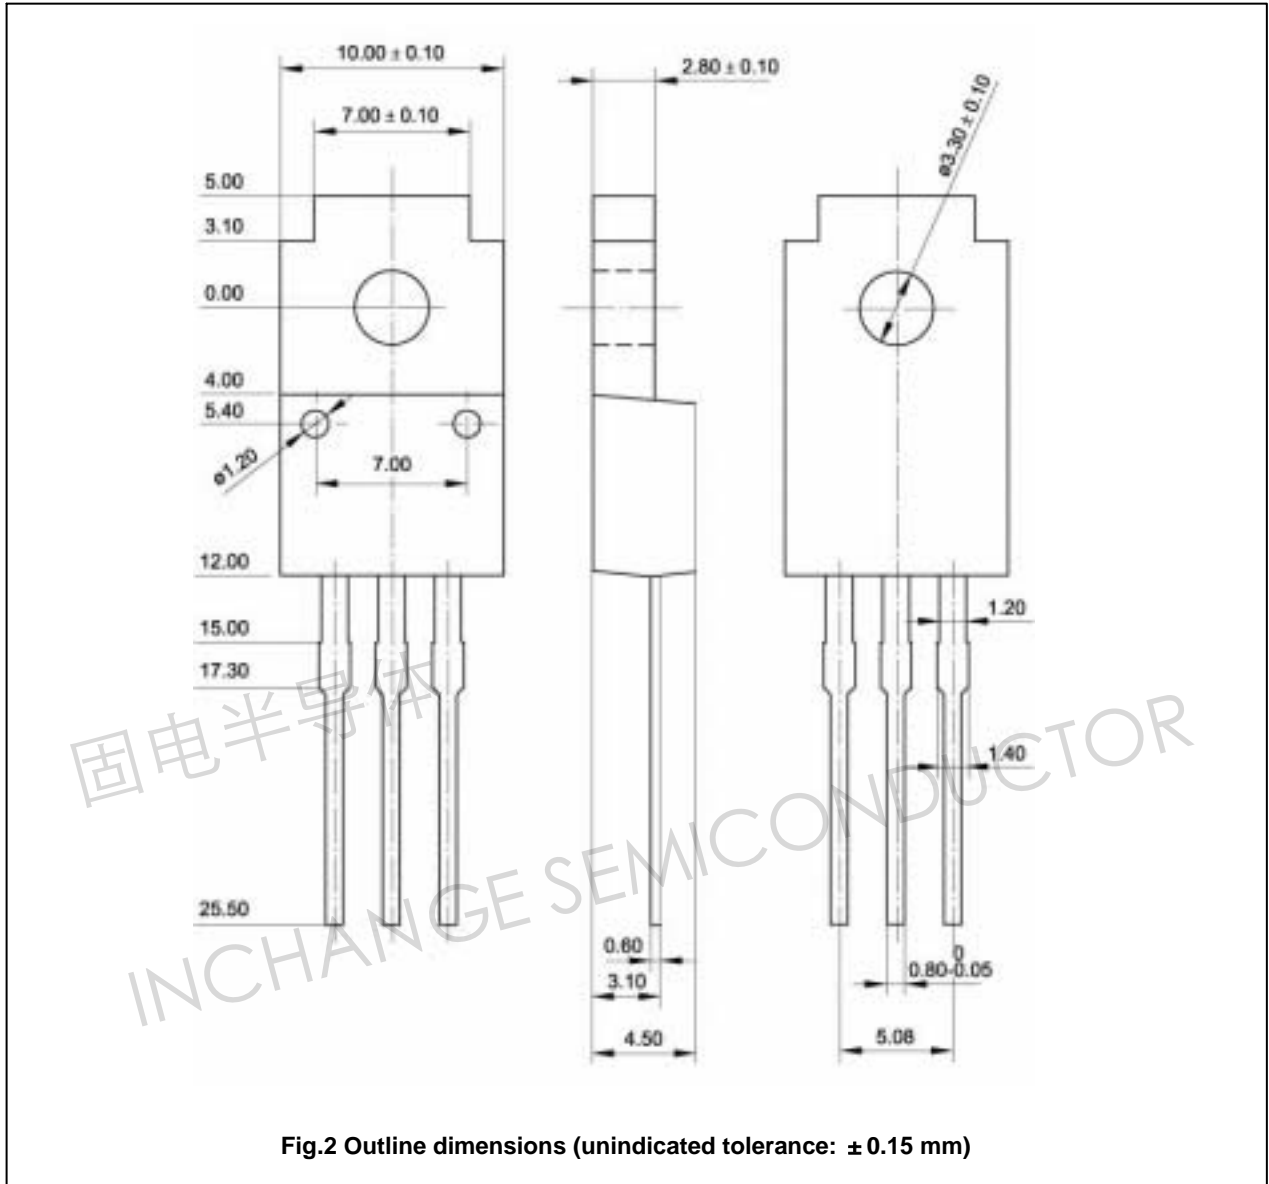 10.00 ± 0.10
2.80 ± 0.10
ø3.30 ± 0.10
7.00 ± 0.10
5.00
3.10
0.00
4.00
5.40
ø1.20
7.00
12.00
1.20
15.00
17.30
固电半导体
1.40
INCHANGE SEMICONDUCTOR
25.50
0.60
0
0.80-0.05
3.10
4.50
5.08
Fig.2 Outline dimensions (unindicated tolerance: ± 0.15 mm)